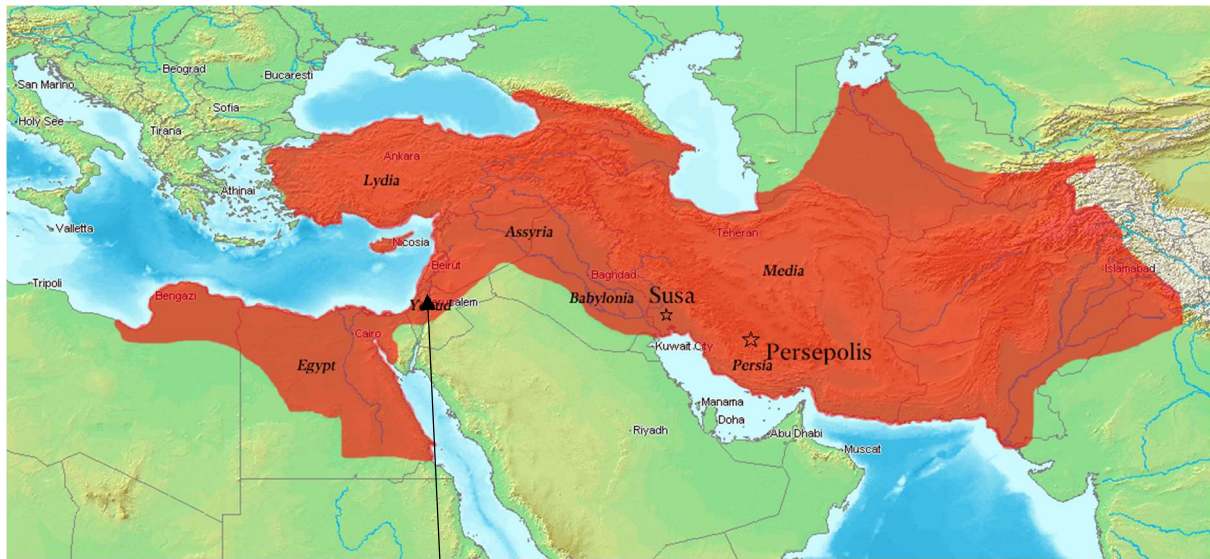 San Marino
Beograd
Bucaresti
Holy See
Sofia
Tirana
Ankara
Lydia
Athinai
Valletta
Nicosia
Assyria
Teheran
Tripoli
Bengazi
Beirut
Baghdad
Media
Islamabad
Babylonia
Susa
Cairo
Kuwait City
Persepolis
Egypt
Persia
Manama
Doha
Riyadh
Abu Dhabi
Muscat